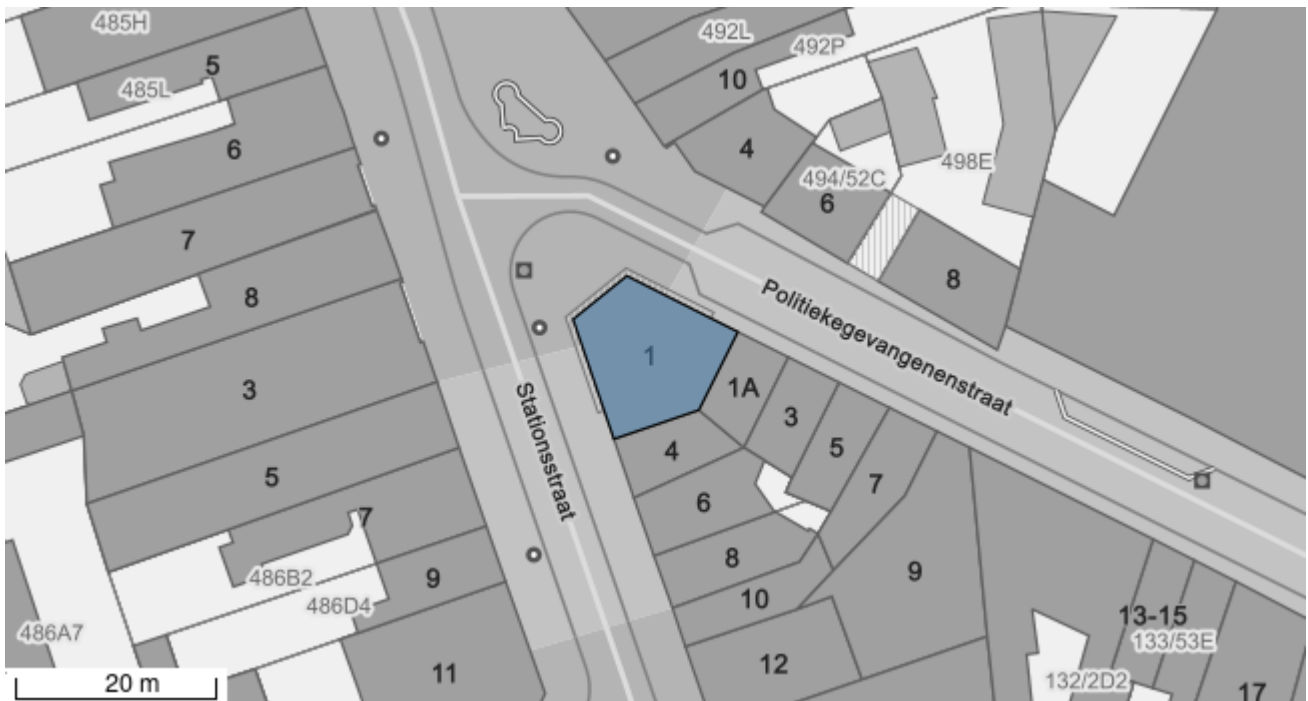 485H
492L
492P
5
10
485L
6
4
498E
494/52C
6
7
8
8
Politiekegevangenenstraat
1
3
1A
3
Stationsstraat
4
5
5
7
6
7
8
9
486B2
9
10
486D4
13-15
486A7
133/53E
12
11
132/2D2
20 m
17